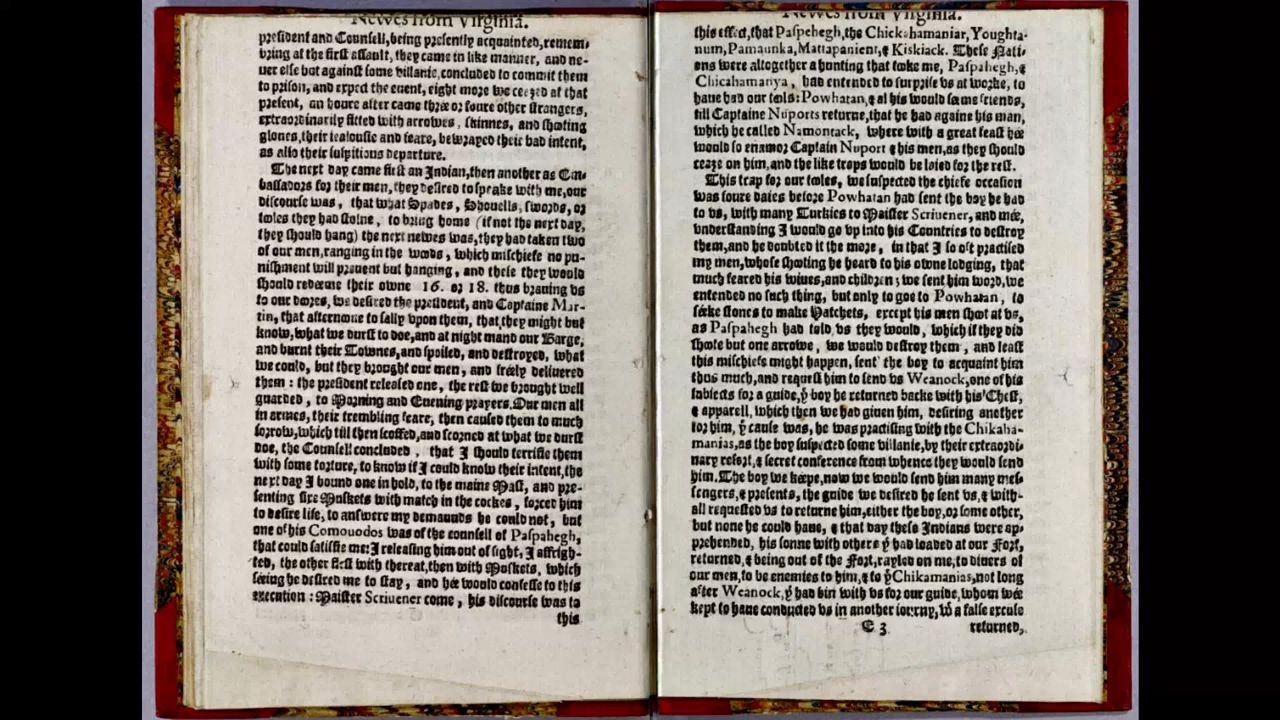 Newes from Virginia.
president and Counsell, being presently acquainted, remem-
bring at the first assault, they came in like manner, and ne-
uer else but against some villanie, concluded to commit them
to prison, and expect the euent, eight more we ceazed at that
present, an houre after came three or foure other strangers,
extraordinarily fitted with arrowes, skinnes, and shooting
gloues, their iealousie and feare, bewrayed their bad intent,
as also their suspitious departure.
The next day came first an Indian, then another as Em-
bassadors for their men, they desired to speake with me, our
discourse was, that what Spades, Shouells, swords, or
tooles they had stolne, to bring home (if not the next day,
they should hang) the next newes was, they had taken two
of our men, ranging in the woods, which mischiefe no pu-
nishment will preuent but hanging, and these they would
should redeeme their owne 16. or 18. thus brauing vs
to our doores, we desired the president, and Captaine Mar-
tin, that afternoone to sally vpon them, that they might but
know, what we durst to doe, and at night mand our Barge,
and burnt their Townes, and spoiled, and destroyed, what
we could, but they brought our men, and freely deliuered
them : the president released one, the rest we brought well
guarded, to Morning and Euening prayers. Our men all
in armes, their trembling feare, then caused them to much
sorrow, which till then scoffed, and scorned at what we durst
doe, the Counsell concluded, that I should terrifie them
with some torture, to know if I could know their intent, the
next day I bound one in hold, to the maine Mast, and pre-
senting sixe Muskets with match in the cockes, forced him
to desire life, to answere my demaunds he could not, but
one of his Comouodos was of the counsell of Paspahegh,
that could satisfie me: I releasing him out of sight, I affrigh-
ted, the other first with thereat, then with Muskets, which
seeing he desired me to stay, and hee would confesse to this
execution : Maister Scriuener come, his discourse was to
this
Newes from Virginia.
this effect, that Paspehegh, the Chickahamaniar, Youghta-
num, Pamaunka, Mattapanient, & Kiskiack. These Nati-
ons were altogether a hunting that tooke me, Paspahegh, &
Chicahamanya, had entended to surprise vs at worke, to
haue had our tools: Powhatan, & al his would seeme friends,
till Captaine Nuports returne, that he had againe his man,
which he called Namontack, where with a great feast hee
would so enamor Captain Nuport & his men, as they should
ceaze on him, and the like traps would be laied for the rest.
This trap for our tooles, we suspected the chiefe occasion
was foure daies before Powhatan had sent the boy he had
to vs, with many Turkies to Maister Scriuener, and mee,
vnderstanding I would go vp into his Countries to destroy
them, and he doubted it the more, in that I so oft practised
my men, whose shooting he heard to his owne lodging, that
much feared his wiues, and children; we sent him word, we
entended no such thing, but only to goe to Powhatan, to
seeke stones to make Hatchets, except his men shoot at vs,
as Paspahegh had told vs they would, which if they did
shoote but one arrowe, we would destroy them, and least
this mischiefe might happen, sent the boy to acquaint him
thus much, and request him to send vs Weanock, one of his
subiects for a guide, yͤ boy he returned backe with his Chest,
& apparell, which then we had giuen him, desiring another
for him, yͤ cause was, he was practising with the Chikaha-
manias, as the boy suspected some villanie, by their extraordi-
nary resort, & secret conference from whence they would send
him. The boy we keepe, now we would send him many mes-
sengers, & presents, the guide we desired he sent vs, & with-
all requested vs to returne him, either the boy, or some other,
but none he could haue, & that day these Indians were ap-
prehended, his sonne with others yͭ had loaded at our Fort,
returned, & being out of the Fort, rayled on me, to diuers of
our men, to be enemies to him, & to yͤ Chikamanias, not long
after Weanock, yͭ had bin with vs for our guide, whom wee
kept to haue conducted vs in another iorny, wͭ a false excuse
E 3 returned,